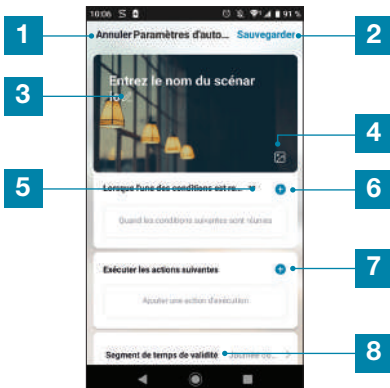 10:06 91 %
1 Annuler Paramètres d'auto... Sauvegarder 2
3 Entrez le nom du scénar
io
4
5 Lorsque l'une des conditions est re... 6
Quand les conditions suivantes sont réunies
Exécuter les actions suivantes 7
Ajouter une action d'exécution
Segment de temps de validité Journée de... 8